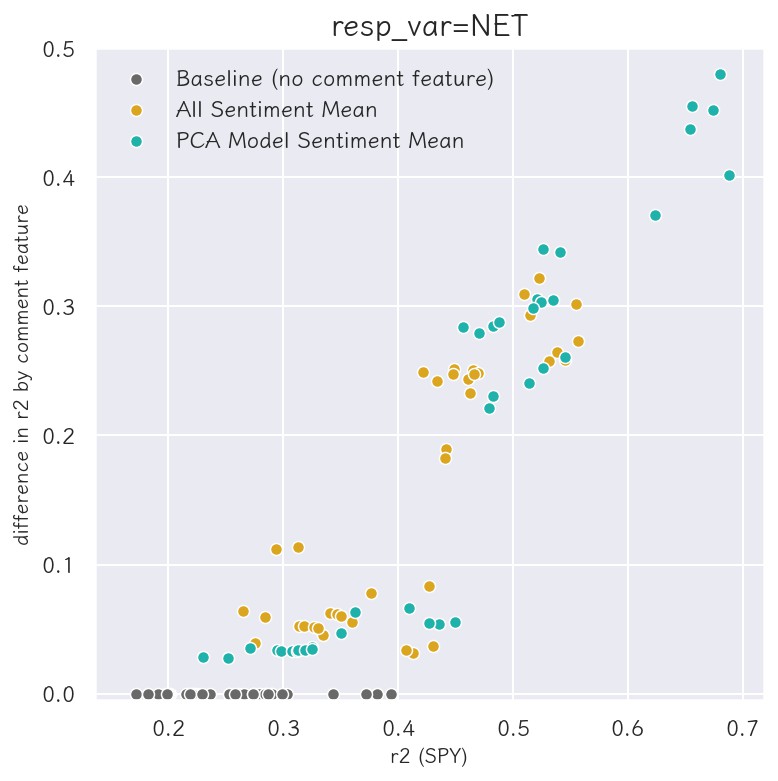 resp_var=NET
Baseline (no comment feature)
All Sentiment Mean
PCA Model Sentiment Mean
difference in r2 by comment feature
0.5
0.4
0.3
0.2
0.1
0.0
0.2 0.3 0.4 0.5 0.6 0.7
r2 (SPY)